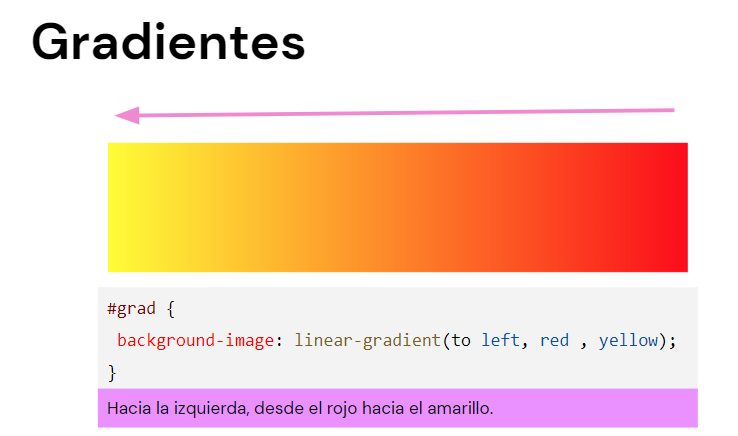 Gradientes
#grad {
background-image: linear-gradient(to left, red , yellow);
}
Hacia la izquierda, desde el rojo hacia el amarillo.